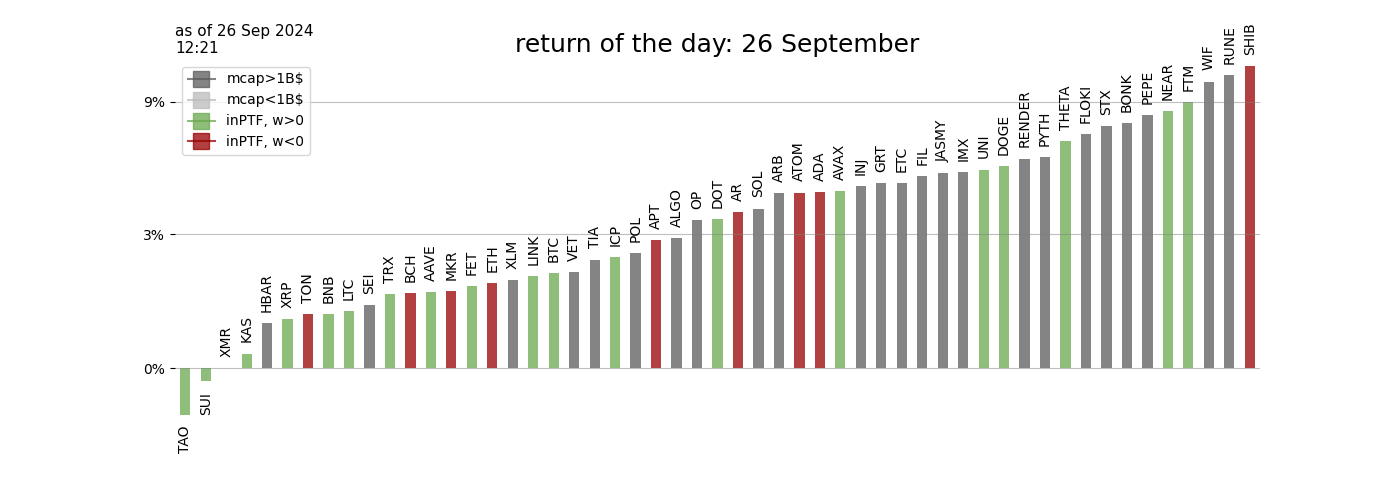 as of 26 Sep 2024
12:21
return of the day: 26 September
mcap>1B$
mcap<1B$
inPTF, w>0
inPTF, w<0
9%
3%
0%
TAO
SUI
XMR
KAS
HBAR
XRP
TON
BNB
LTC
SEI
TRX
BCH
AAVE
MKR
FET
ETH
XLM
LINK
BTC
VET
TIA
ICP
POL
APT
ALGO
OP
DOT
AR
SOL
ARB
ATOM
ADA
AVAX
INJ
GRT
ETC
FIL
JASMY
IMX
UNI
DOGE
RENDER
PYTH
THETA
FLOKI
STX
BONK
PEPE
NEAR
FTM
WIF
RUNE
SHIB